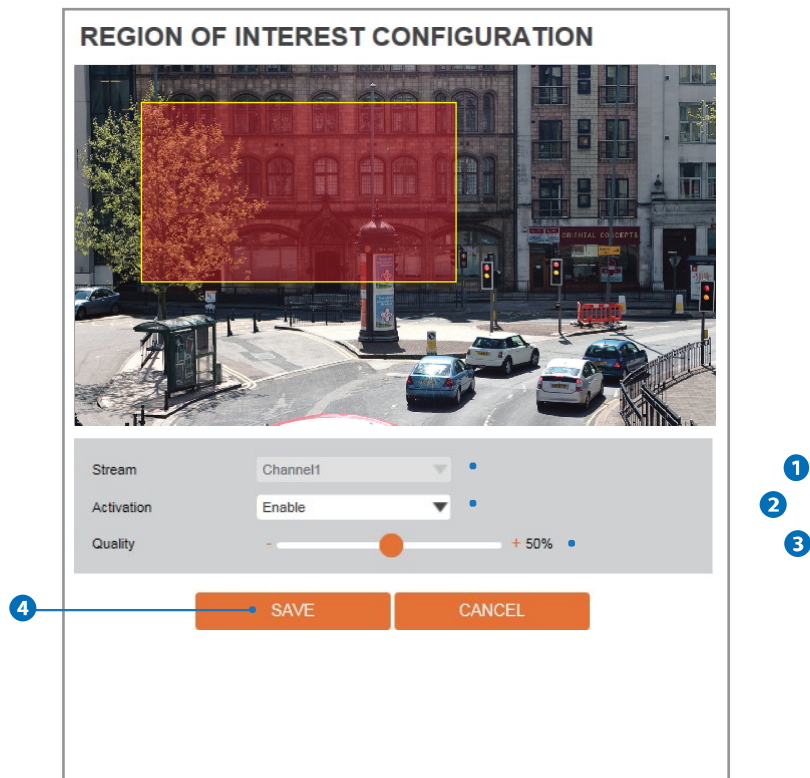 REGION OF INTEREST CONFIGURATION
ORIENTAL CONCEPTS
Stream Channel1 1
Activation Enable 2
Quality - + 50% 3
4 SAVE CANCEL